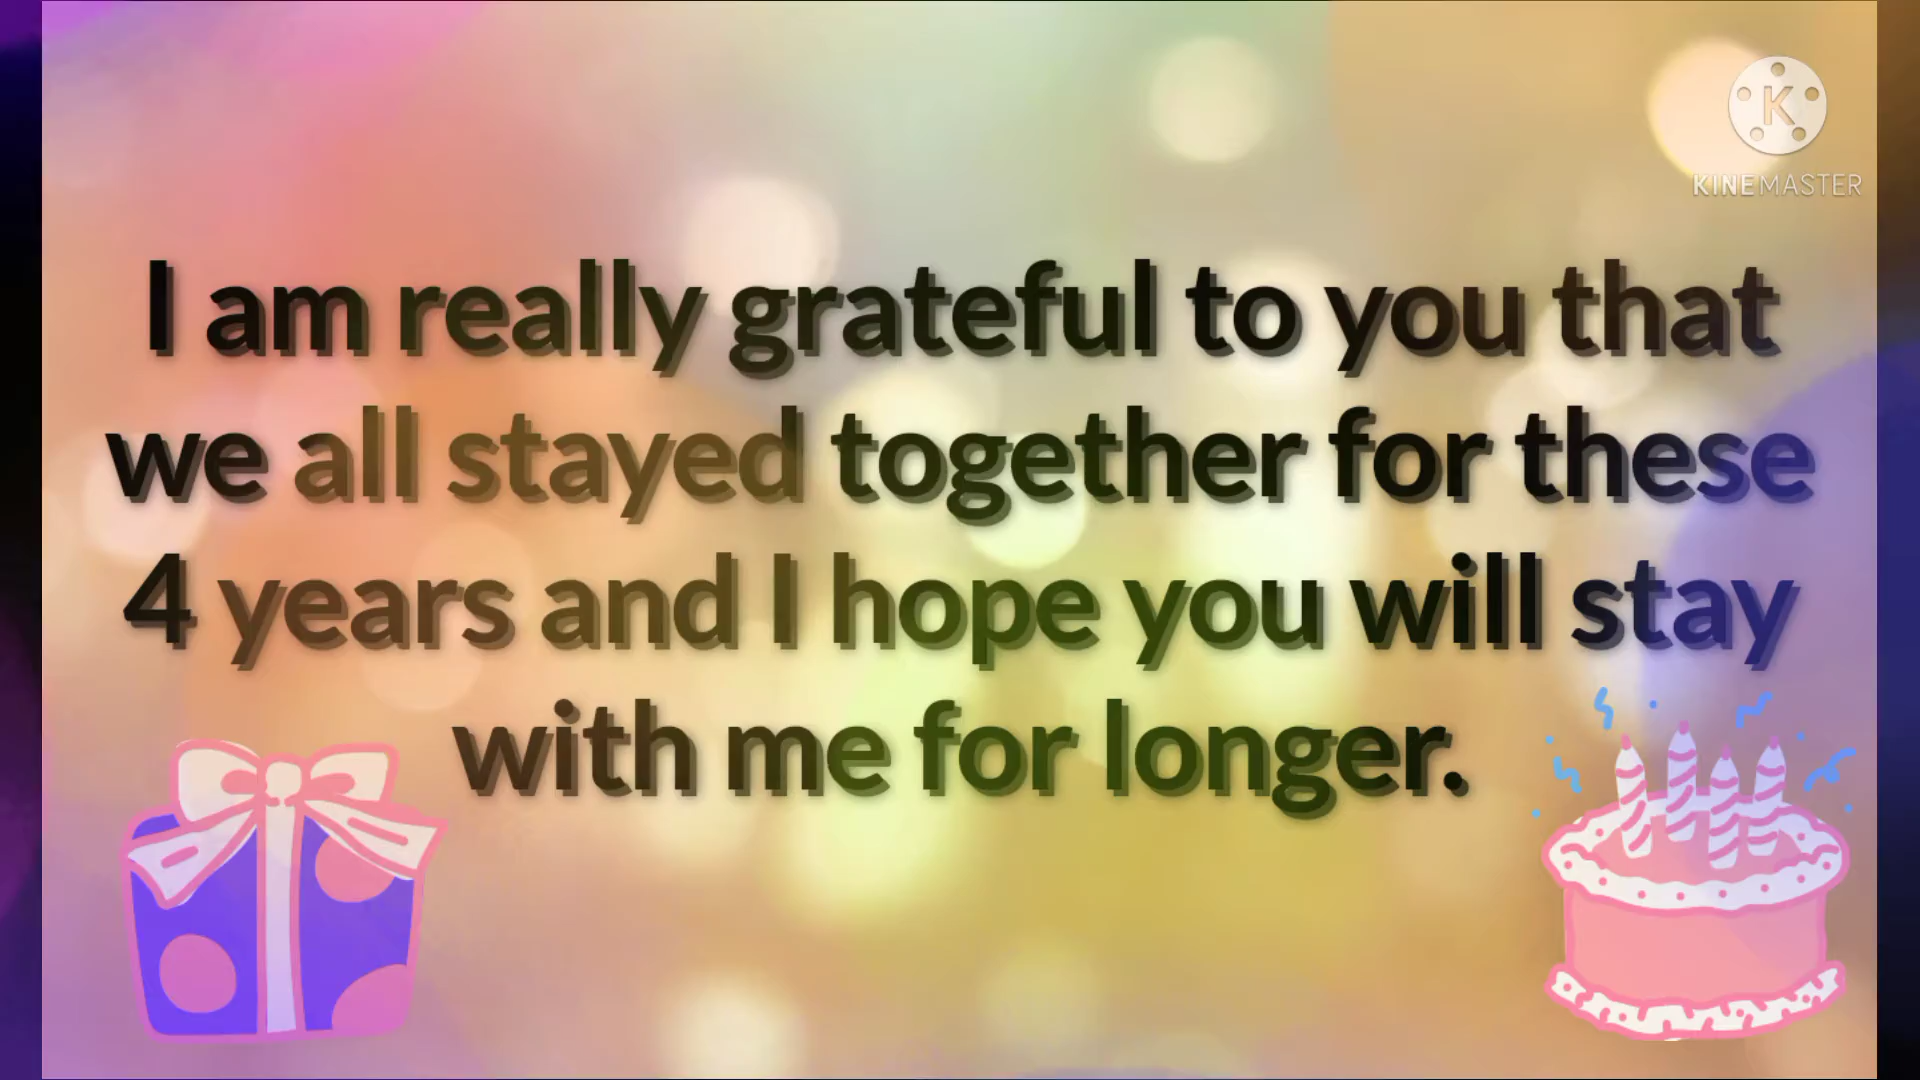 K
KINEMASTER
I am really grateful to you that
we all stayed together for these
4 years and I hope you will stay
with me for longer.